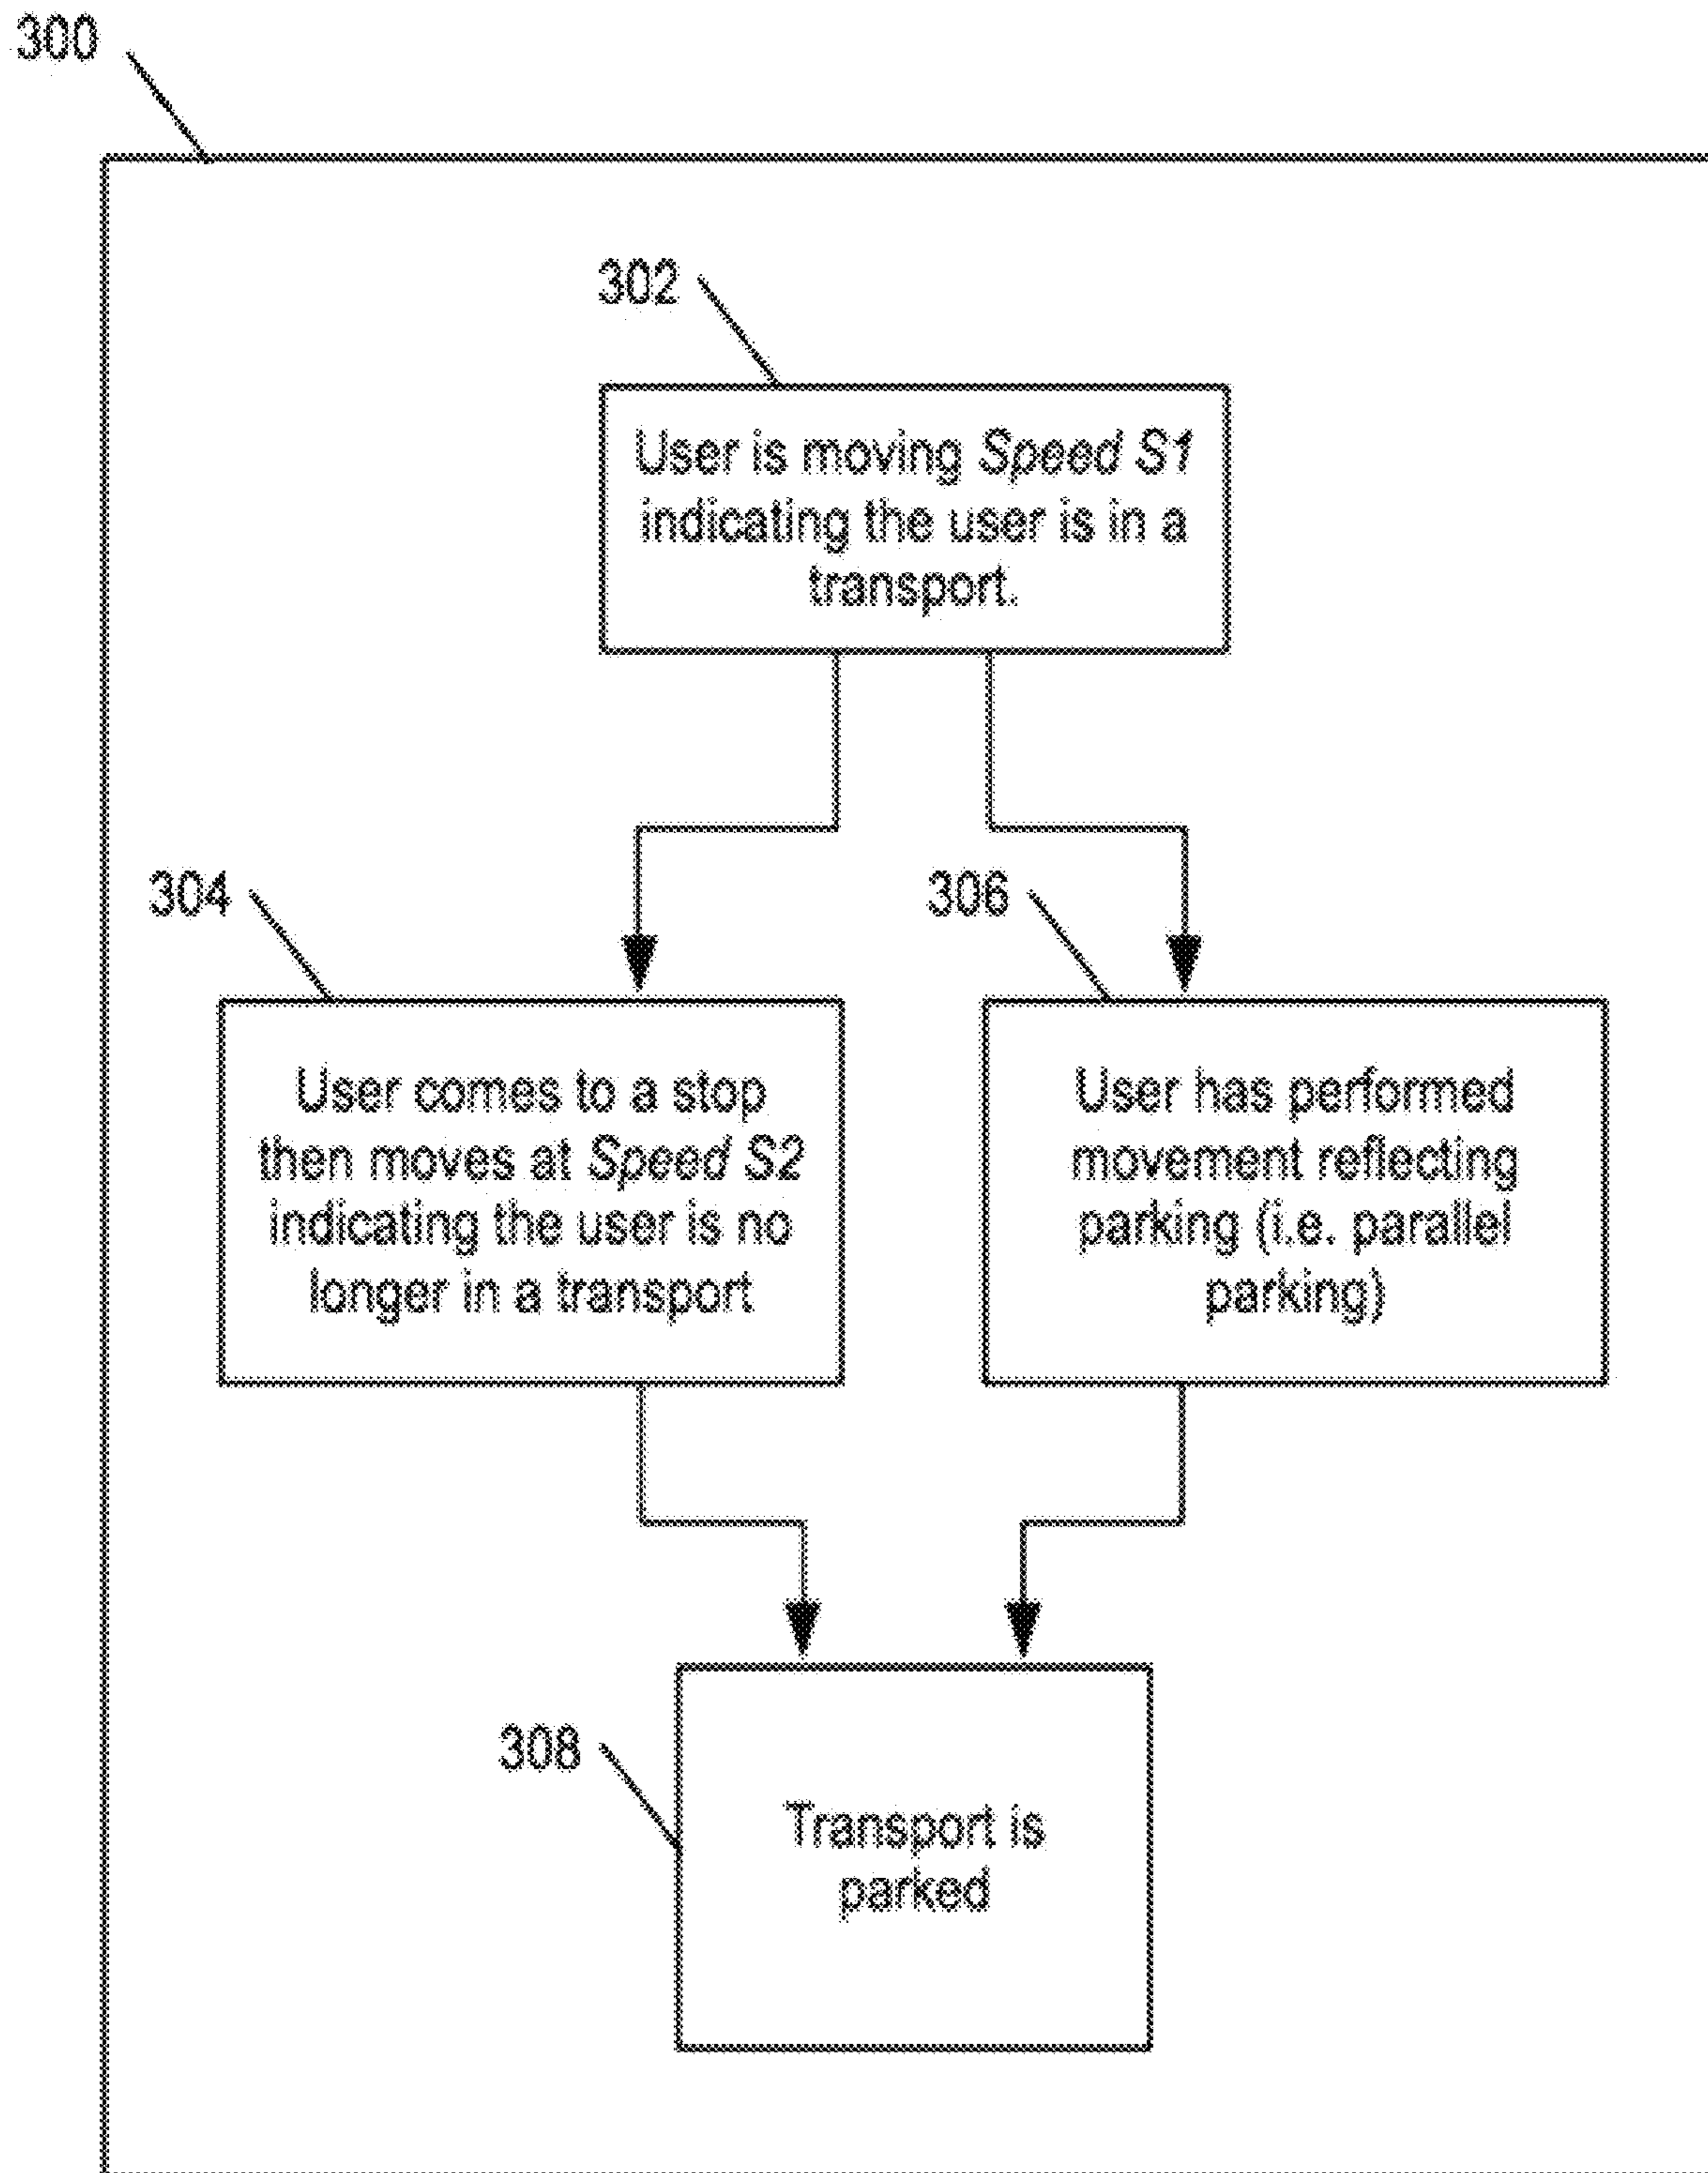 300
302
User is moving Speed S1
indicating the user is in a
transport.
304
306
User comes to a stop
then moves at Speed S2
indicating the user is no
longer in a transport
User has performed
movement reflecting
parking (i.e. parallel
parking)
308
Transport is
parked